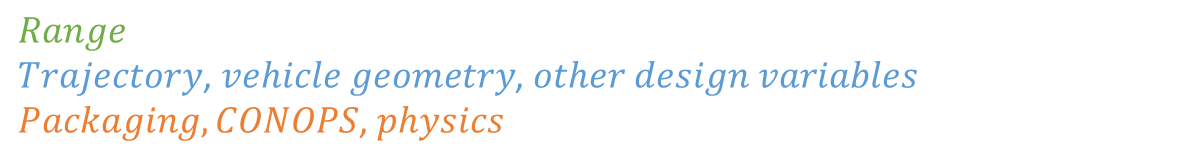 Range
Trajectory, vehicle geometry, other design variables
Packaging, CONOPS, physics